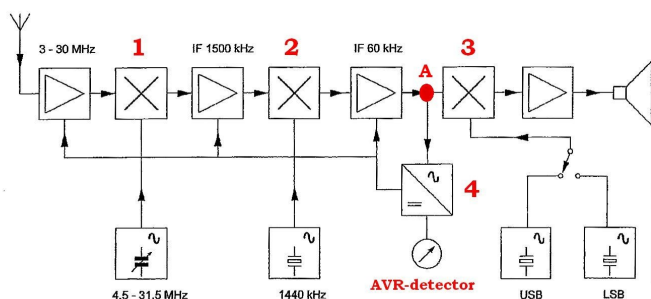 3 - 30 MHz
1
IF 1500 kHz
2
IF 60 kHz
3
A
4
4.5 - 31.5 MHz
1440 kHz
AVR-detector
USB
LSB